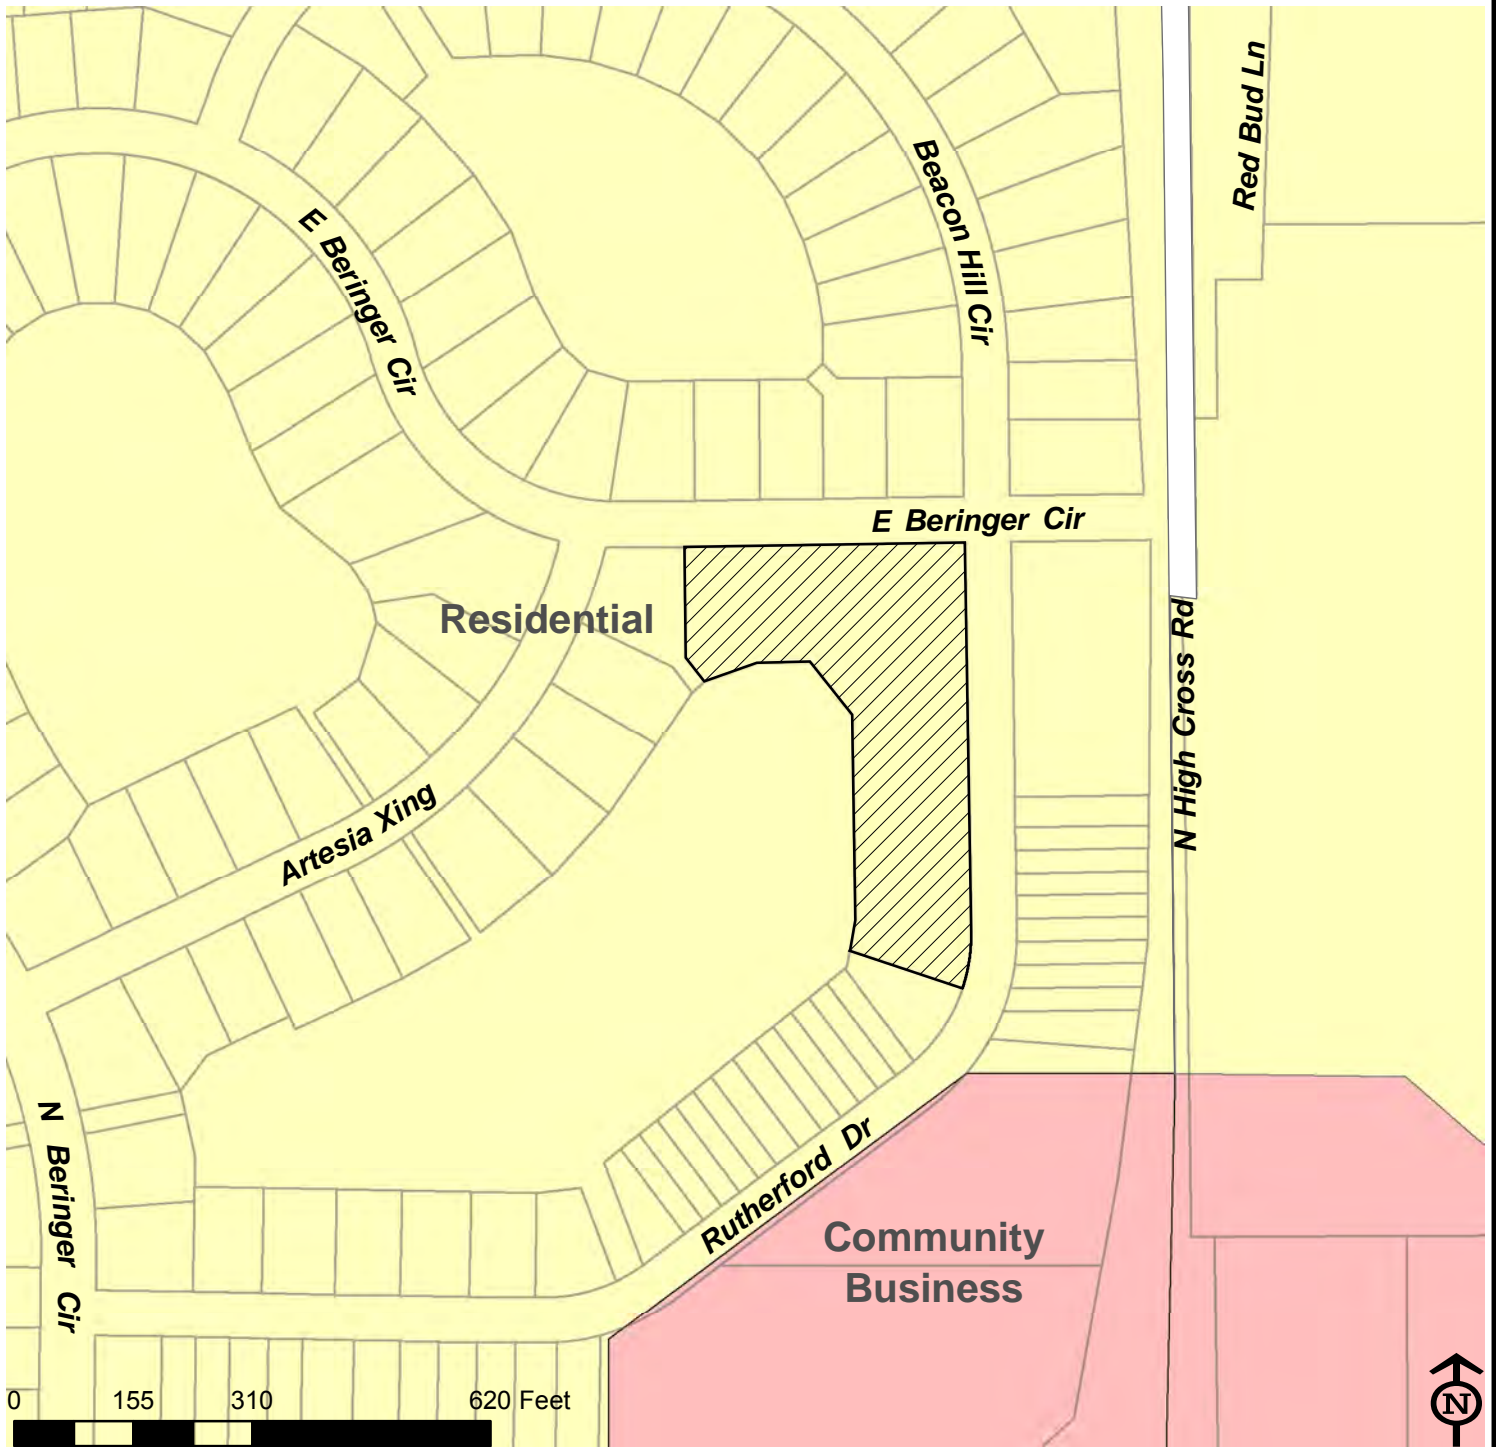 Red Bud Ln
Beacon Hill Cir
E Beringer Cir
E Beringer Cir
Residential
N High Cross Rd
Artesia Xing
N Beringer Cir
Rutherford Dr
Community
Business
0 155 310 620 Feet
N